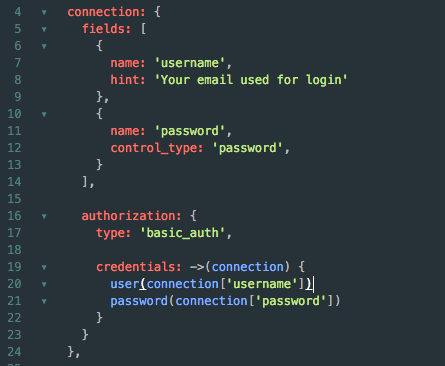 4 connection: {
5 fields: [
6 {
7 name: 'username',
8 hint: 'Your email used for login'
9 },
10 {
11 name: 'password',
12 control_type: 'password',
13 }
14 ],
15
16 authorization: {
17 type: 'basic_auth',
18
19 credentials: ->(connection) {
20 user(connection['username'])
21 password(connection['password'])
22 }
23 }
24 },